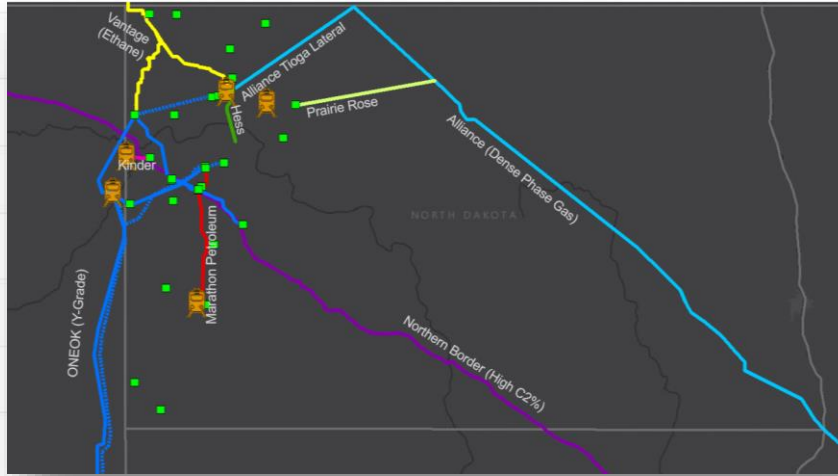 Vantage
(Ethane)
Alliance Tioga Lateral
Hess
Prairie Rose
Kinder
Alliance (Dense Phase Gas)
NORTH DAKOTA
Marathon Petroleum
ONEOK (Y-Grade)
Northern Border (High C2%)